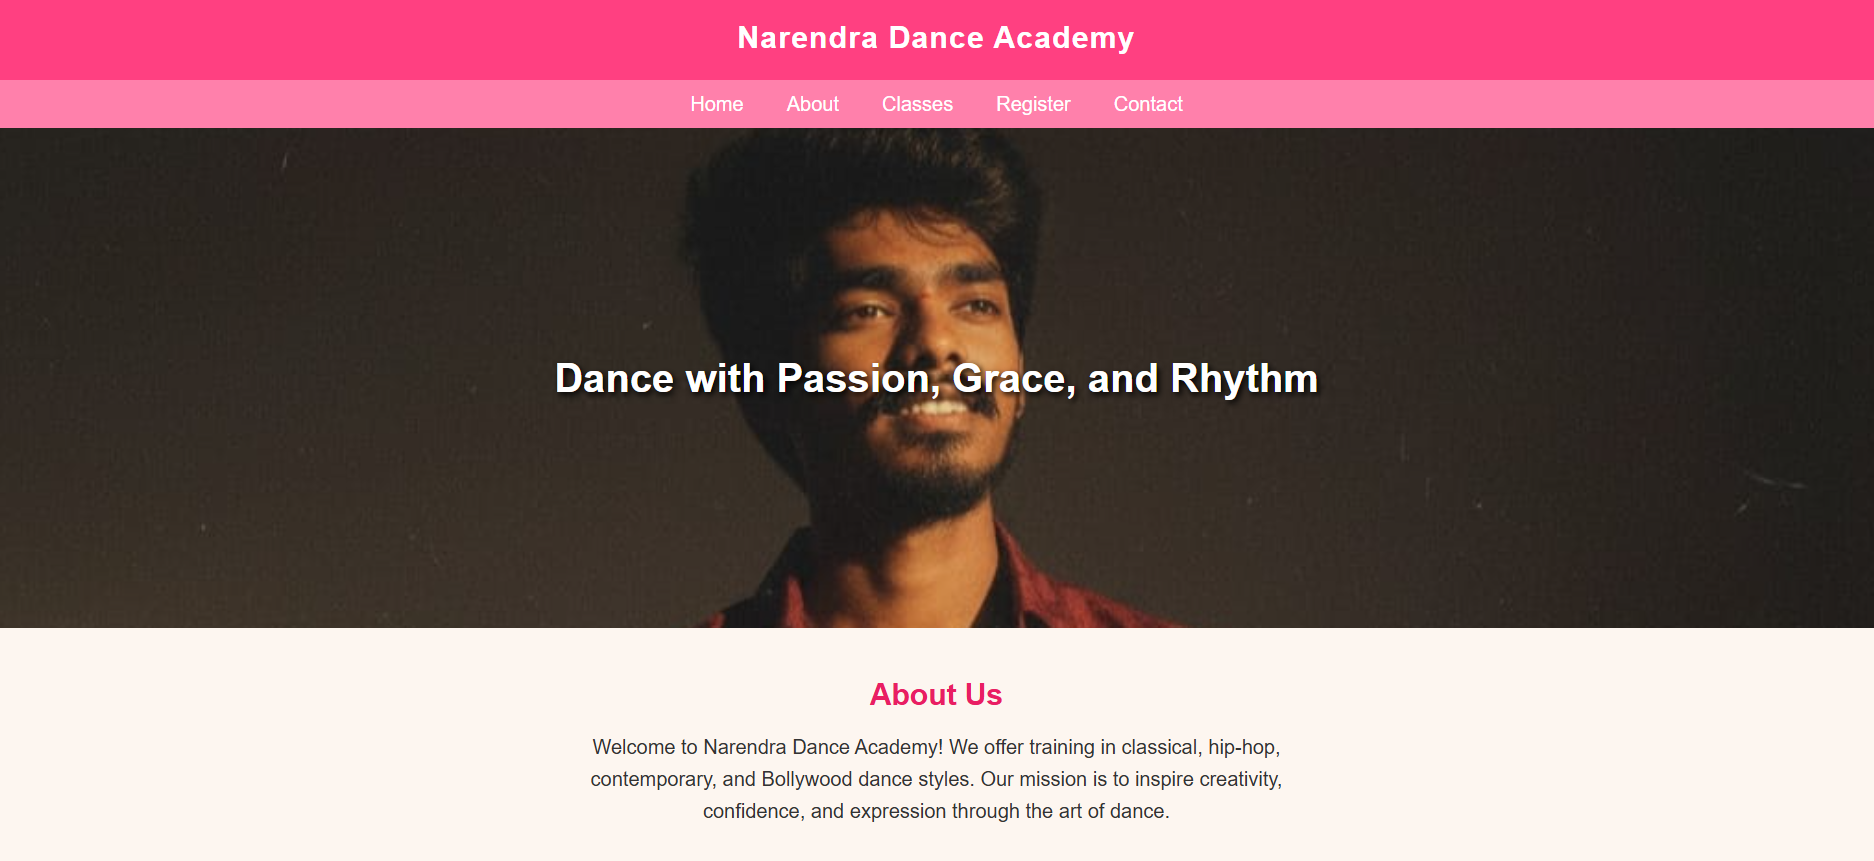 Narendra Dance Academy
Home About Classes Register Contact
Dance with Passion, Grace, and Rhythm
About Us
Welcome to Narendra Dance Academy! We offer training in classical, hip-hop,
contemporary, and Bollywood dance styles. Our mission is to inspire creativity,
confidence, and expression through the art of dance.